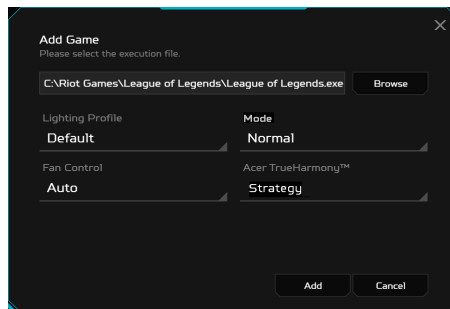 Add Game
Please select the execution file.
C:\Riot Games\League of Legends\League of Legends.exe Browse
Lighting Profile Mode
Default Normal
Fan Control Acer TrueHarmony™
Auto Strategy
Add Cancel